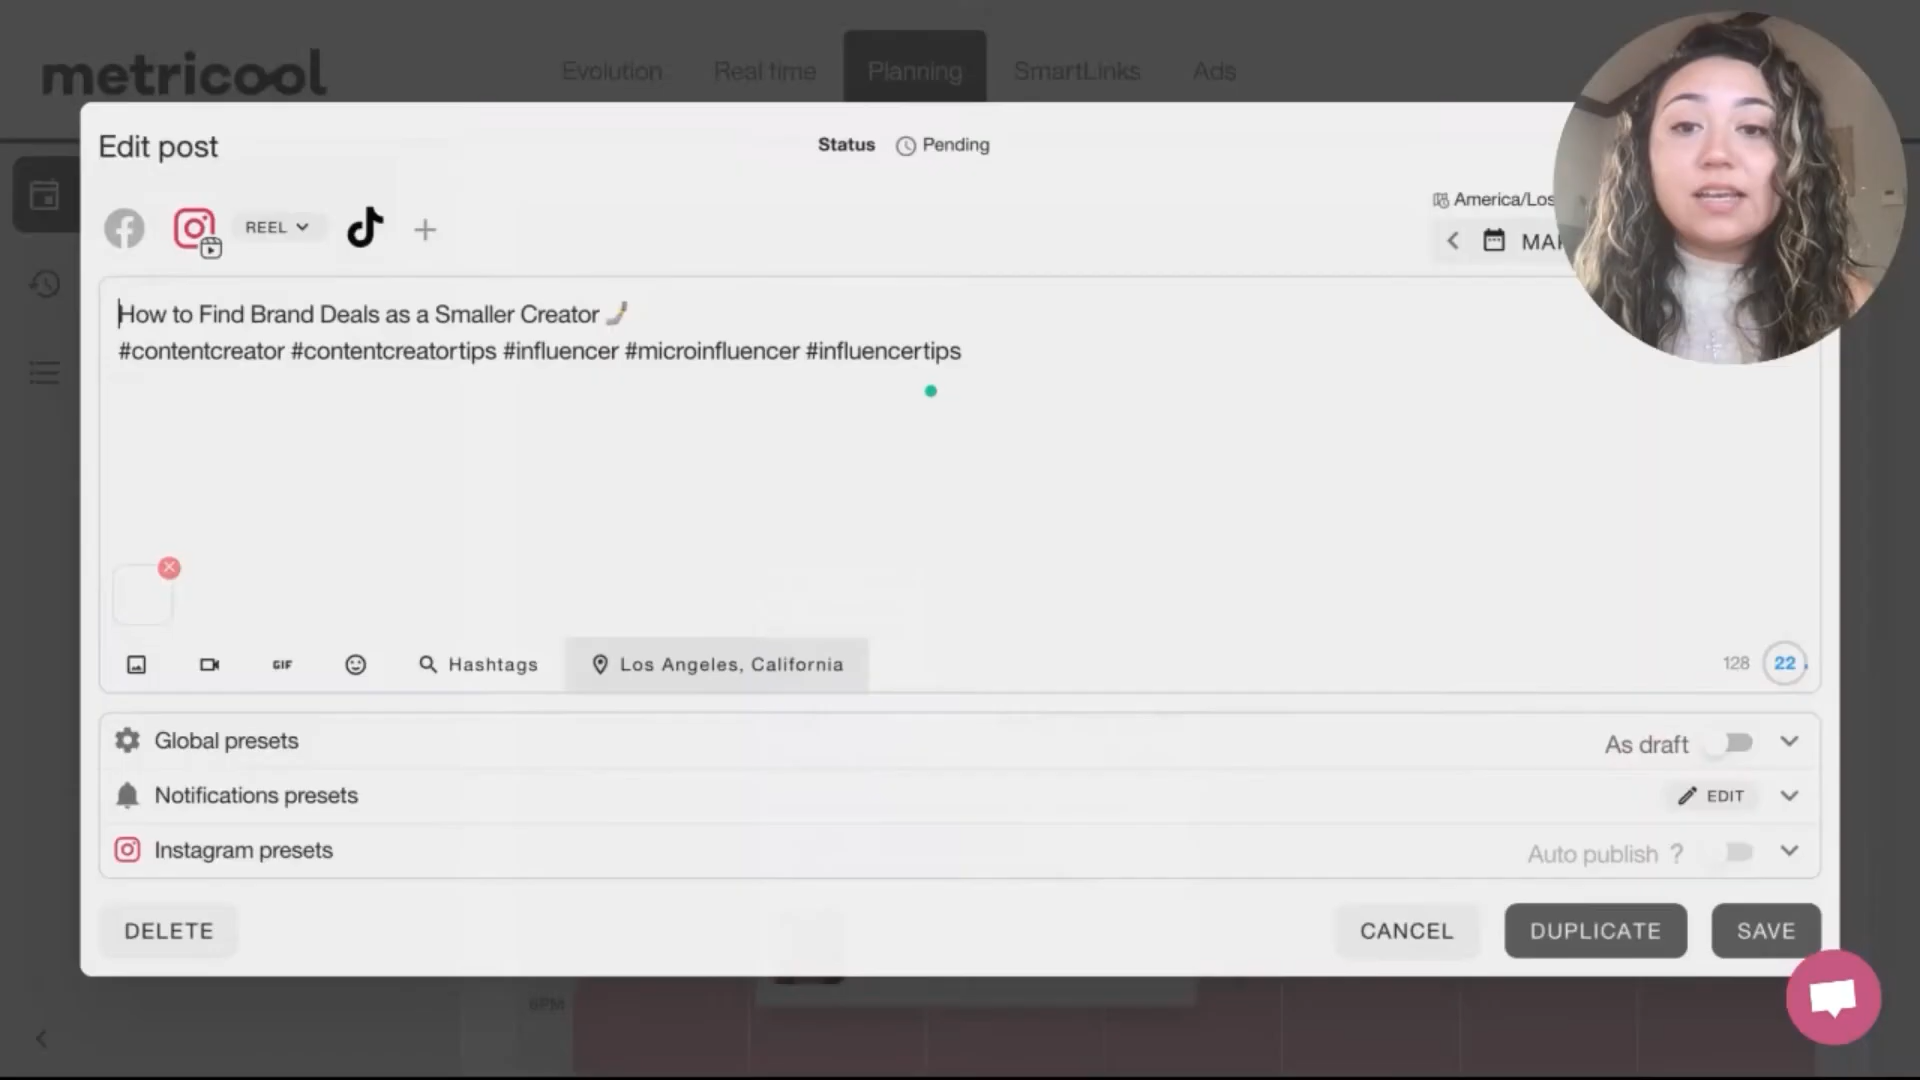 metricool
Evolution Real time Planning SmartLinks Ads
Edit post
Status Pending
America/Los
REEL
MAR
How to Find Brand Deals as a Smaller Creator 🤳
#contentcreator #contentcreatortips #influencer #microinfluencer #influencertips
GIF Hashtags Los Angeles, California 128 22
Global presets As draft
Notifications presets EDIT
Instagram presets Auto publish ?
DELETE CANCEL DUPLICATE SAVE
6PM